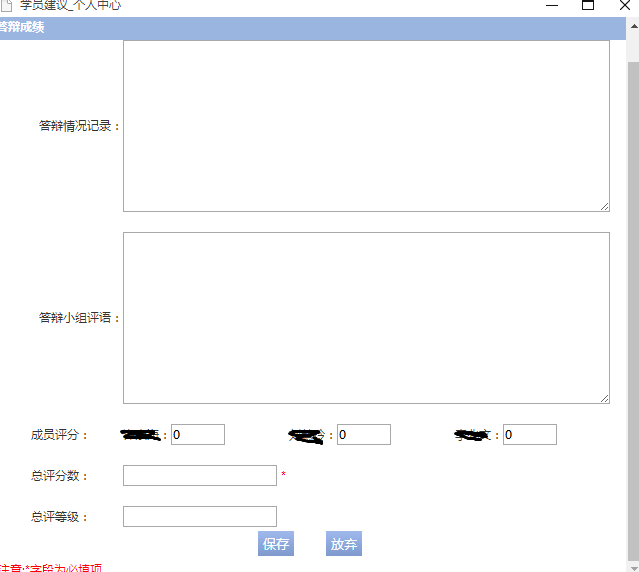 学员建议_个人中心
答辩成绩
答辩情况记录：
答辩小组评语：
成员评分： ：0 ：0 ：0
总评分数： *
总评等级：
保存 放弃
注意:*字段为必填项